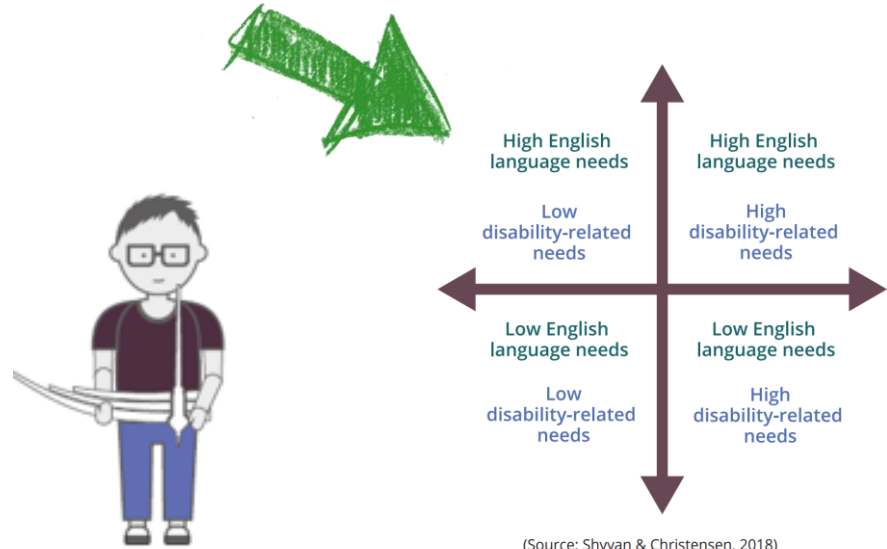 High English
language needs
Low
disability-related
needs
High English
language needs
High
disability-related
needs
Low English
language needs
Low
disability-related
needs
Low English
language needs
High
disability-related
needs
(Source: Shyyan & Christensen, 2018)